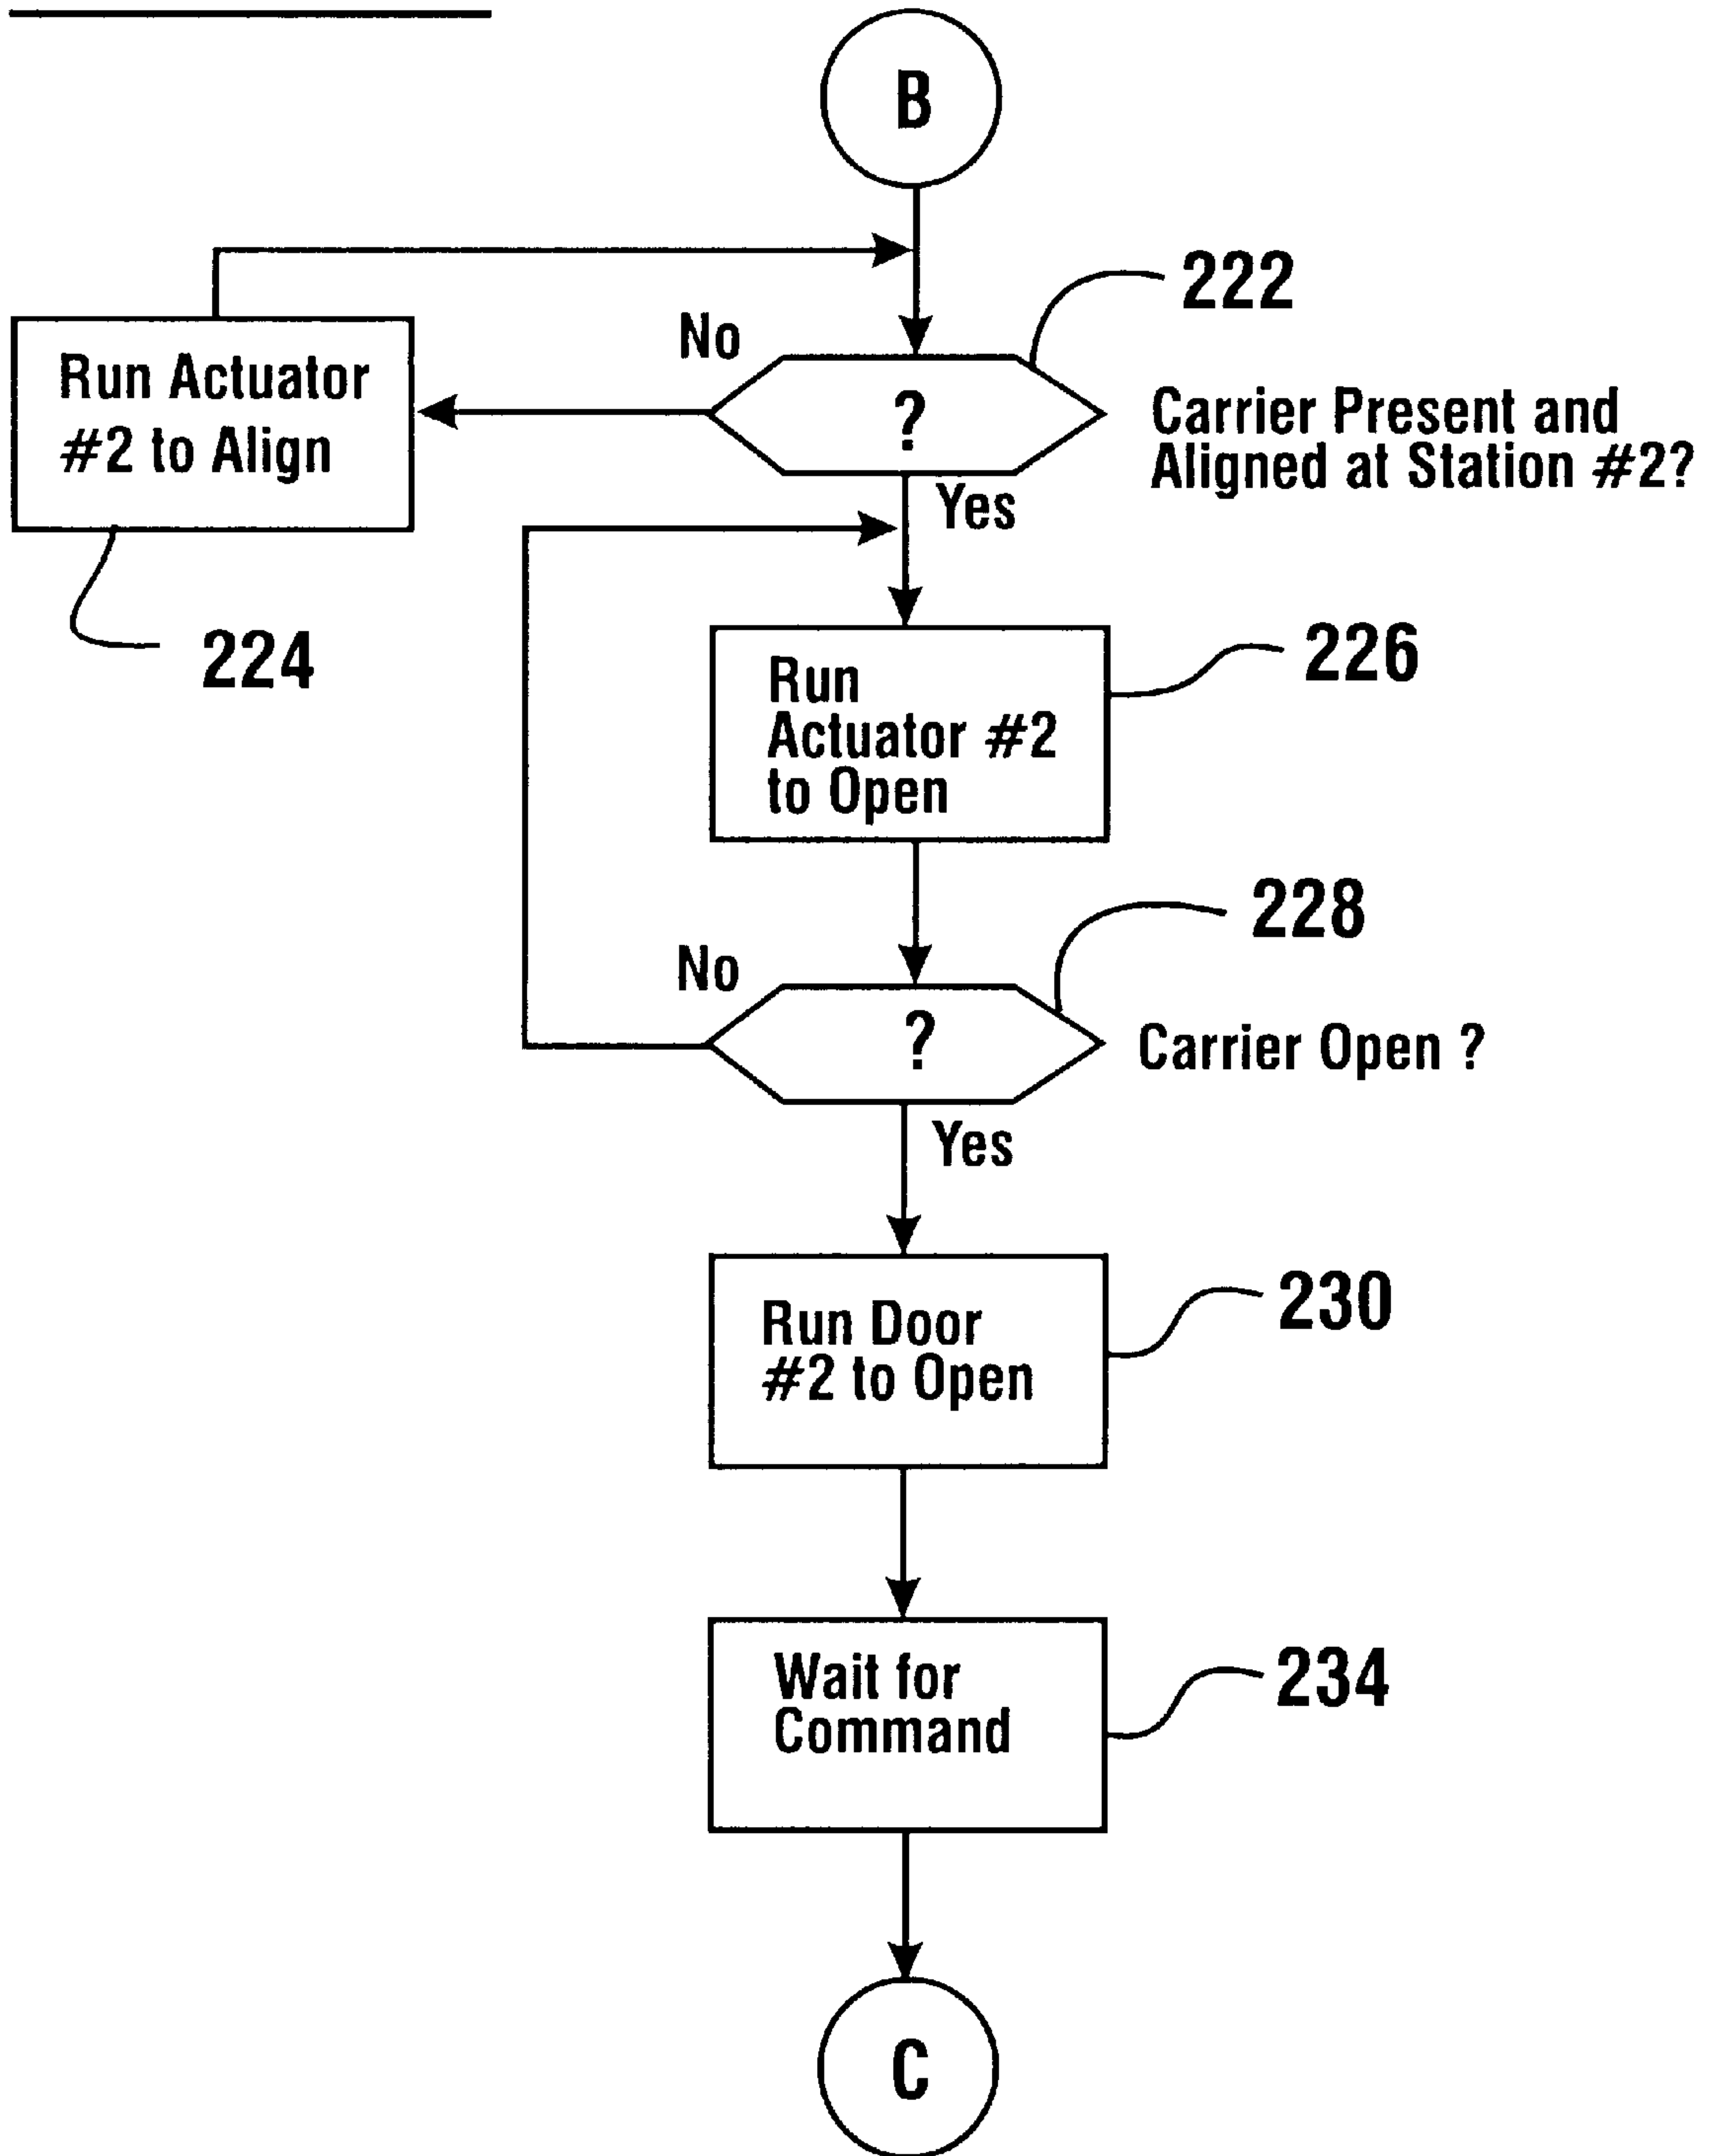 B
222
No
Run Actuator
#2 to Align
?
Carrier Present and
Aligned at Station #2?
Yes
224
226
Run
Actuator #2
to Open
228
No
?
Carrier Open ?
Yes
230
Run Door
#2 to Open
234
Wait for
Command
C